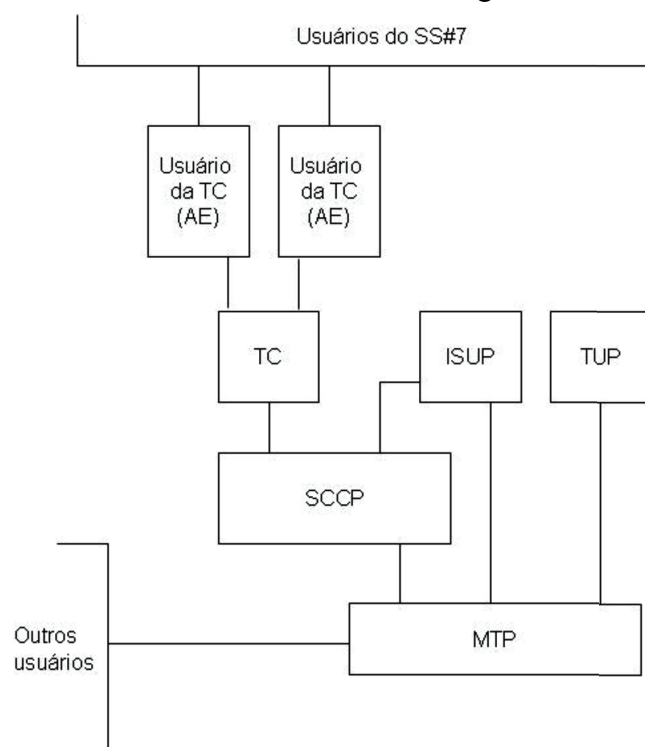 Usuários do SS#7
Usuário
da TC
(AE)
Usuário
da TC
(AE)
TC
ISUP
TUP
SCCP
Outros
usuários
MTP